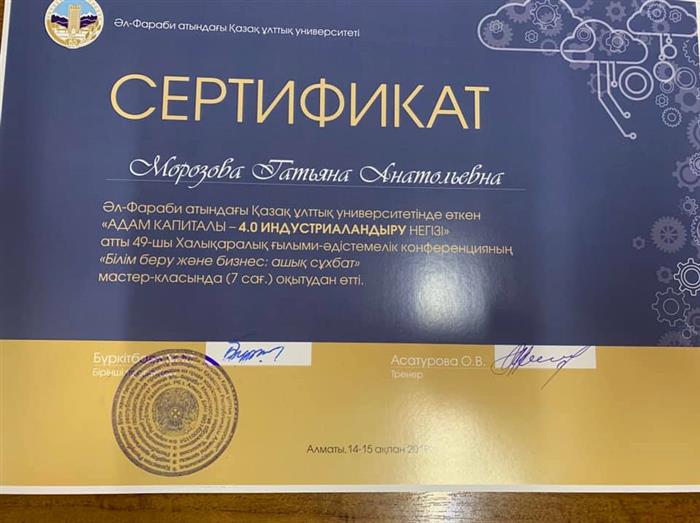 Әл-Фараби атындағы Қазақ ұлттық университеті
СЕРТИФИКАТ
Морозова Татьяна Анатольевна
Әл-Фараби атындағы Қазақ ұлттық университетінде өткен
«АДАМ КАПИТАЛЫ – 4.0 ИНДУСТРИАЛАНДЫРУ НЕГІЗІ»
атты 49-шы Халықаралық ғылыми-әдістемелік конференцияның
«Білім беру және бизнес: ашық сұхбат»
мастер-класында (7 сағ.) оқытудан өтті.
Асатурова О.В.
Тренер
Алматы, 14-15 ақпан